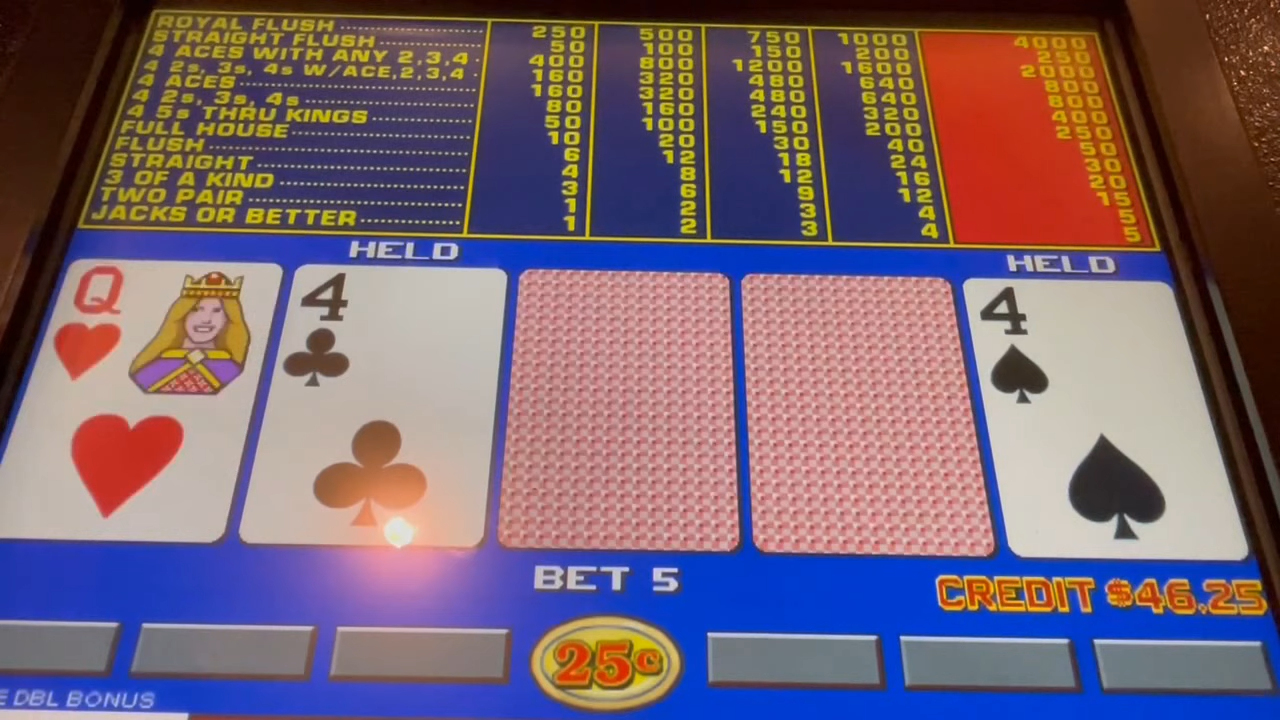 ROYAL FLUSH 250 500 750 1000 4000
STRAIGHT FLUSH 50 100 150 200 250
4 ACES WITH ANY 2,3,4 400 800 1200 1600 2000
4 2s, 3s, 4s W/ACE,2,3,4 160 320 480 640 800
4 ACES 160 320 480 640 800
4 2s, 3s, 4s 80 160 240 320 400
4 5s THRU KINGS 50 100 150 200 250
FULL HOUSE 10 20 30 40 50
FLUSH 6 12 18 24 30
STRAIGHT 4 8 12 16 20
3 OF A KIND 3 6 9 12 15
TWO PAIR 1 2 3 4 5
JACKS OR BETTER 1 2 3 4 5
HELD HELD
Q 4 4
BET 5
CREDIT $46.25
25¢
E DBL BONUS